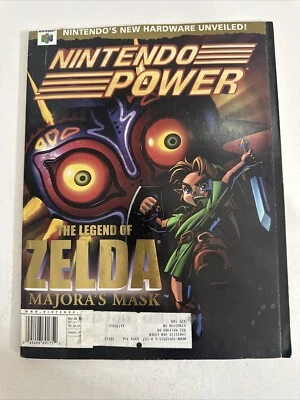 NINTENDO'S NEW HARDWARE UNVEILED!
NINTENDO
POWER
THE LEGEND OF
ZELDA
MAJORA'S MASK